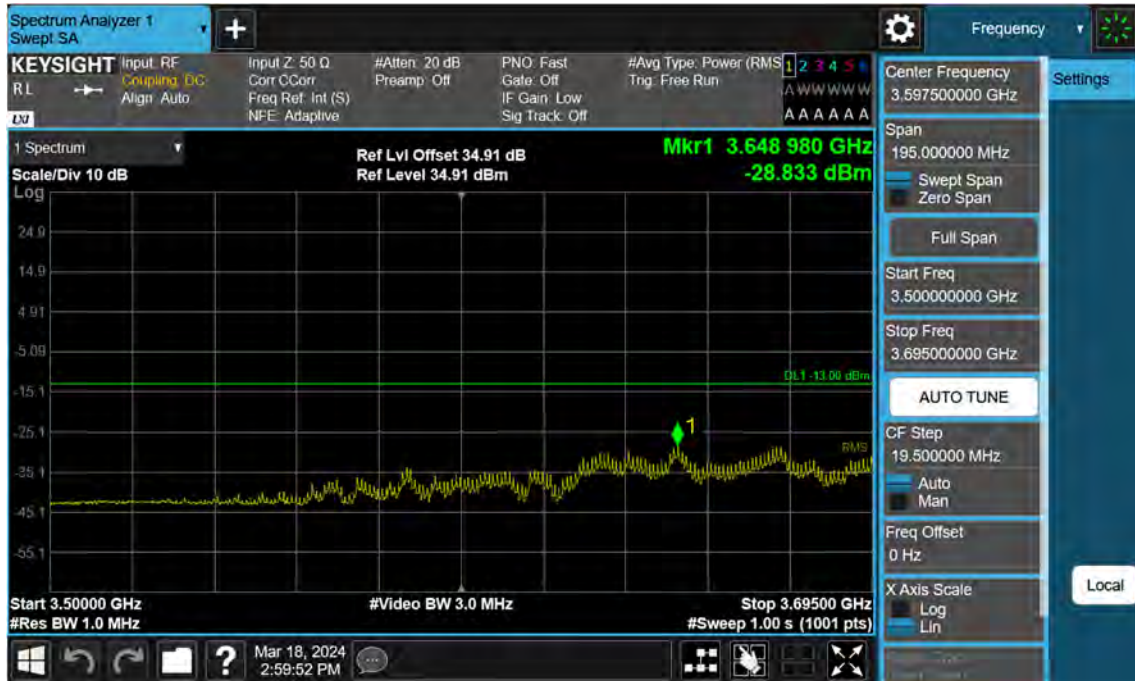 Spectrum Analyzer 1
Swept SA
+
Frequency
KEYSIGHT
RL
LXI
Input: RF
Coupling: DC
Align: Auto
Input Z: 50 Ω
Corr CCorr
Freq Ref: Int (S)
NFE: Adaptive
#Atten: 20 dB
Preamp: Off
PNO: Fast
Gate: Off
IF Gain: Low
Sig Track: Off
#Avg Type: Power (RMS
Trig: Free Run
1 2 3 4 5 6
A W W W W W
A A A A A A
1 Spectrum
Scale/Div 10 dB
Ref Lvl Offset 34.91 dB
Ref Level 34.91 dBm
Mkr1 3.648 980 GHz
-28.833 dBm
Log
24.9
14.9
4.91
-5.09
-15.1
-25.1
-35.1
-45.1
-55.1
DL1 -13.00 dBm
1
RMS
Start 3.50000 GHz
#Video BW 3.0 MHz
Stop 3.69500 GHz
#Res BW 1.0 MHz
#Sweep 1.00 s (1001 pts)
Center Frequency
3.597500000 GHz
Span
195.000000 MHz
Swept Span
Zero Span
Full Span
Start Freq
3.500000000 GHz
Stop Freq
3.695000000 GHz
AUTO TUNE
CF Step
19.500000 MHz
Auto
Man
Freq Offset
0 Hz
X Axis Scale
Log
Lin
Settings
Local
?
Mar 18, 2024
2:59:52 PM